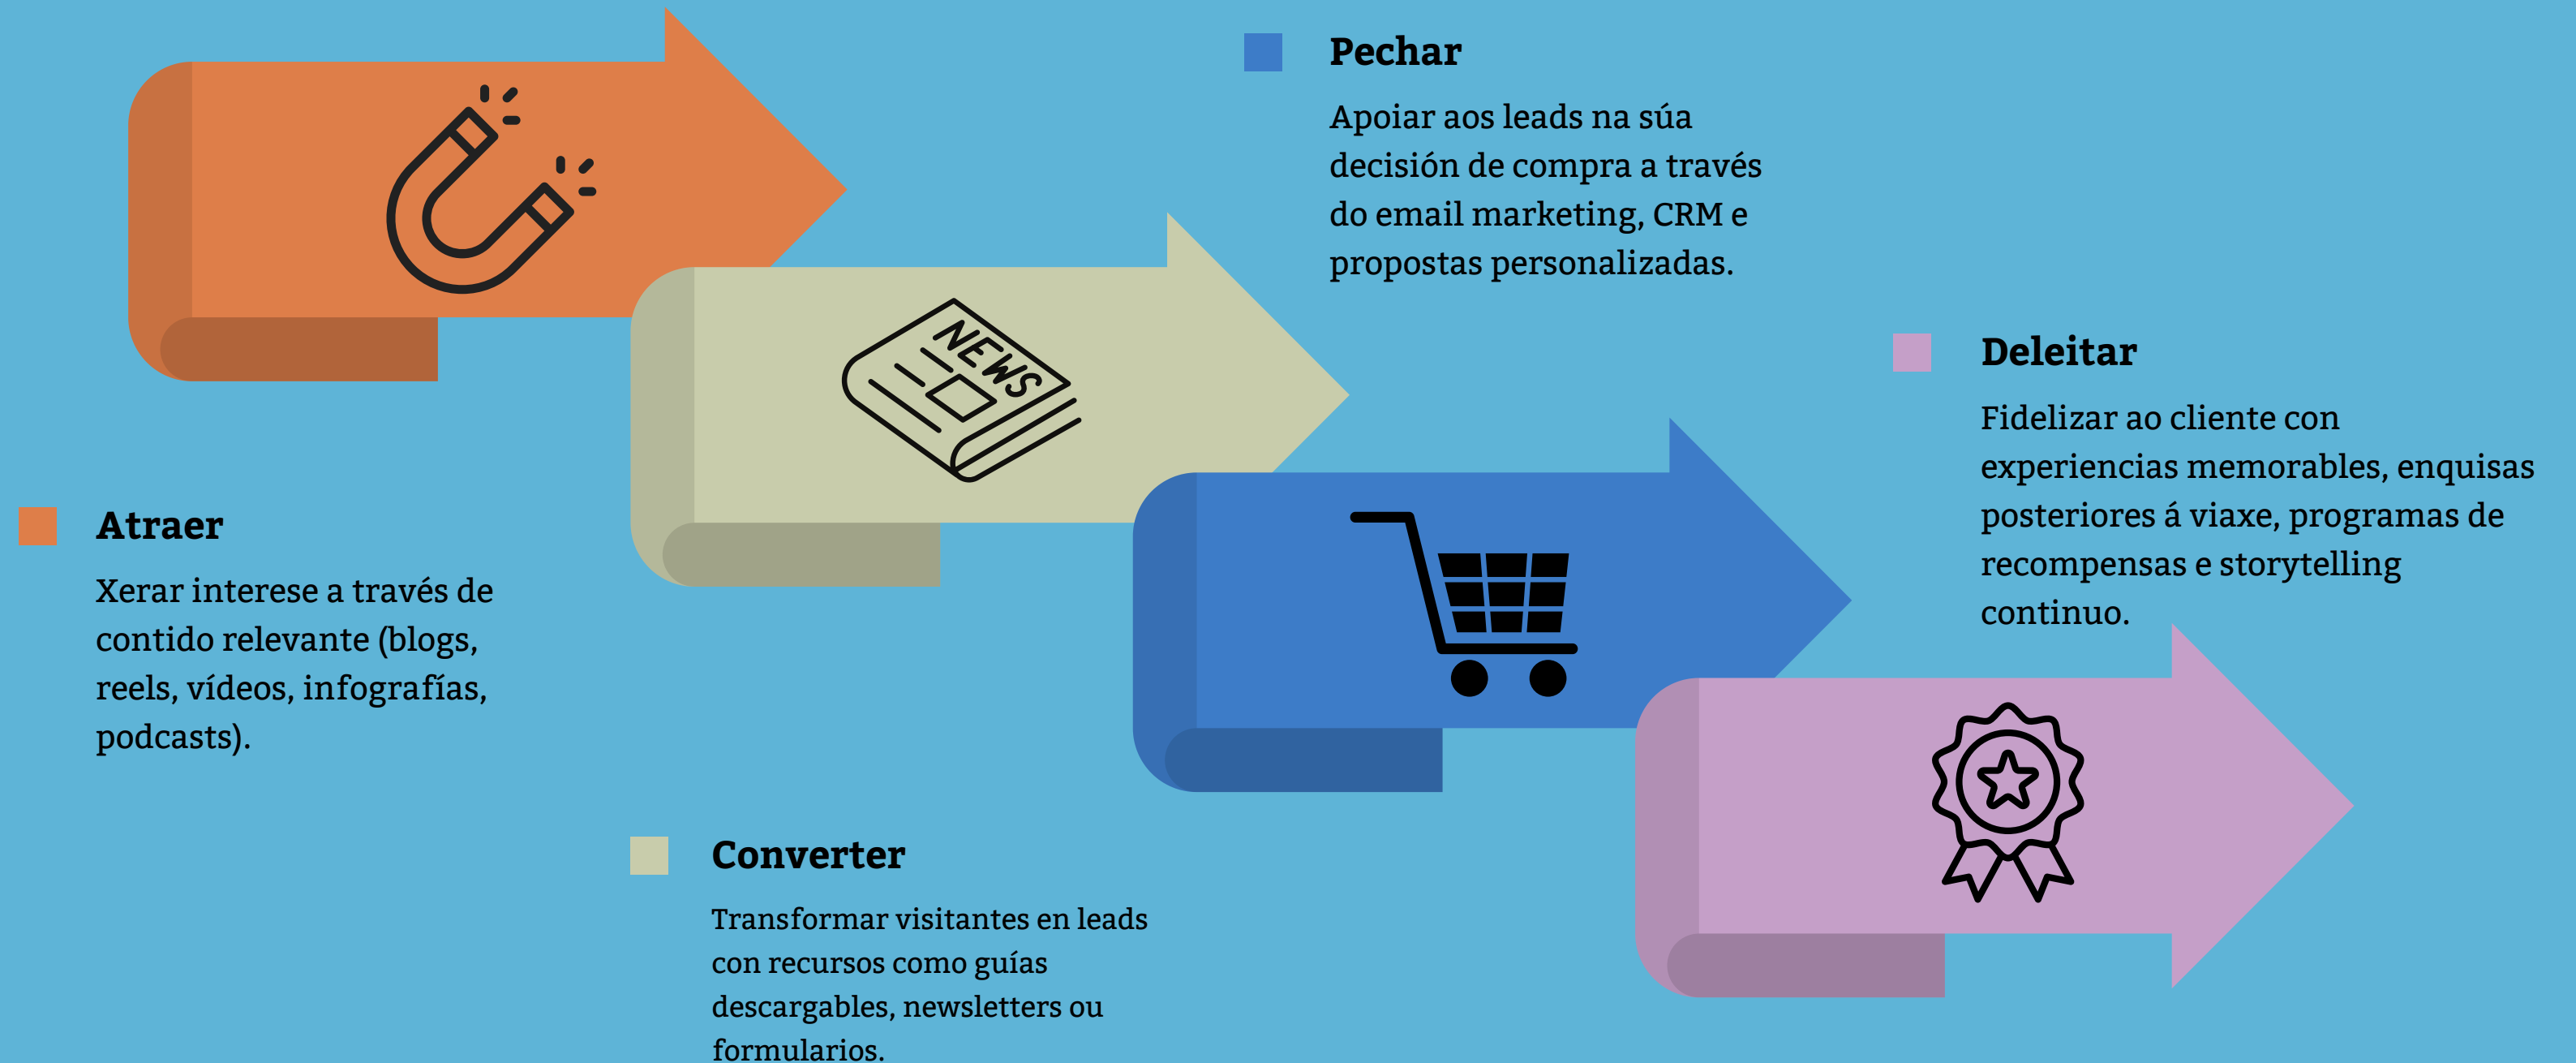 Atraer
Xerar interese a través de
contido relevante (blogs,
reels, vídeos, infografías,
podcasts).
NEWS
Converter
Transformar visitantes en leads
con recursos como guías
descargables, newsletters ou
formularios.
Pechar
Apoiar aos leads na súa
decisión de compra a través
do email marketing, CRM e
propostas personalizadas.
Deleitar
Fidelizar ao cliente con
experiencias memorables, enquisas
posteriores á viaxe, programas de
recompensas e storytelling
continuo.